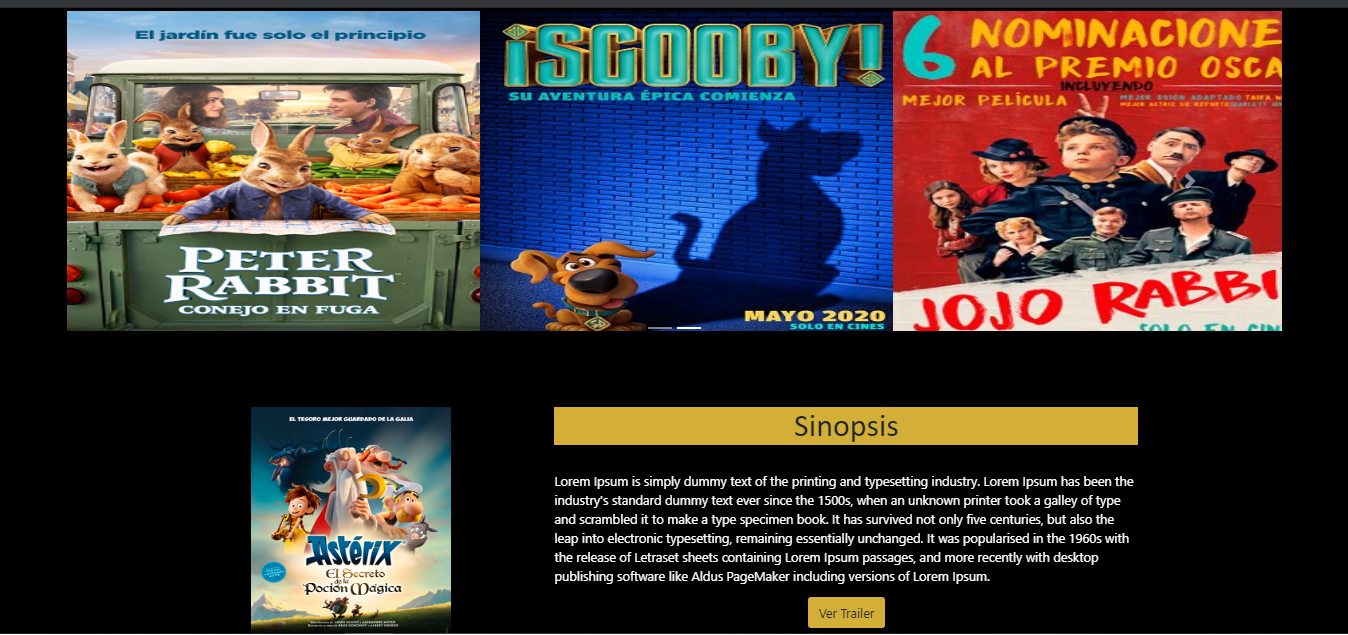 El jardín fue solo el principio
PETER
RABBIT
CONEJO EN FUGA
¡SCOOBY!
SU AVENTURA ÉPICA COMIENZA
MAYO 2020
SOLO EN CINES
6 NOMINACIONE
AL PREMIO OSCA
INCLUYENDO
MEJOR PELÍCULA
MEJOR GUIÓN ADAPTADO TAIKA W
MEJOR ACTRIZ DE REPARTO SCARLETT JO
JOJO RABBI
SOLO EN CIN
EL TESORO MEJOR GUARDADO DE LA GALIA
Astérix
El Secreto
de la
Poción Mágica
Sinopsis
Lorem Ipsum is simply dummy text of the printing and typesetting industry. Lorem Ipsum has been the
industry's standard dummy text ever since the 1500s, when an unknown printer took a galley of type
and scrambled it to make a type specimen book. It has survived not only five centuries, but also the
leap into electronic typesetting, remaining essentially unchanged. It was popularised in the 1960s with
the release of Letraset sheets containing Lorem Ipsum passages, and more recently with desktop
publishing software like Aldus PageMaker including versions of Lorem Ipsum.
Ver Trailer